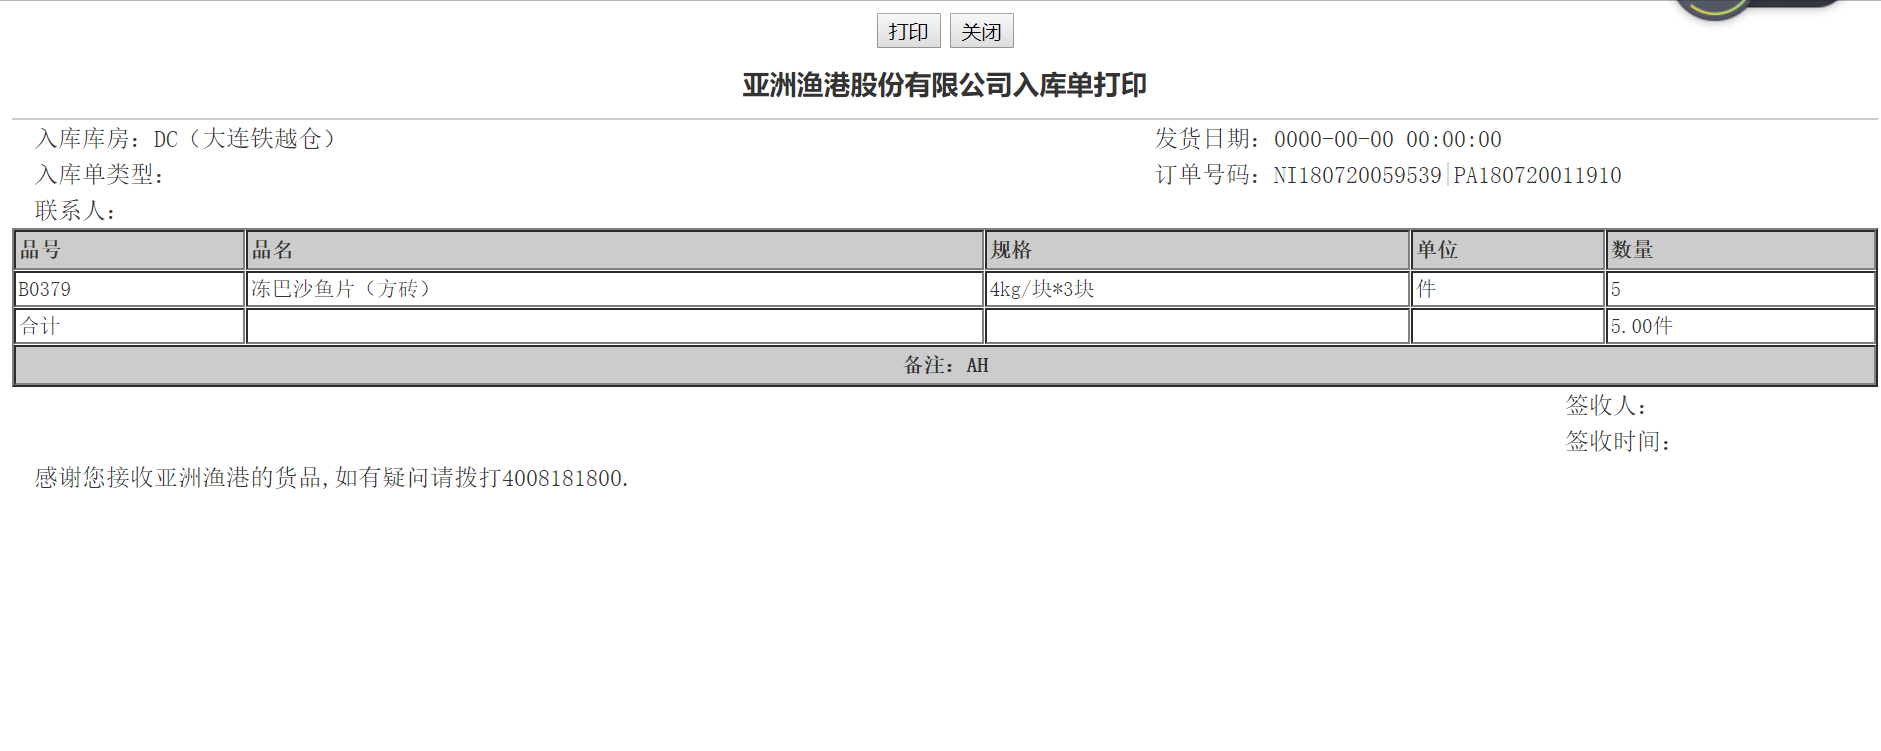 打印 关闭
亚洲渔港股份有限公司入库单打印
入库库房：DC（大连铁越仓） 发货日期：0000-00-00 00:00:00
入库单类型： 订单号码：NI180720059539|PA180720011910
联系人：
品号 品名 规格 单位 数量
B0379 冻巴沙鱼片（方砖） 4kg/块*3块 件 5
合计 5.00件
备注：AH
签收人：
签收时间：
感谢您接收亚洲渔港的货品,如有疑问请拨打4008181800.